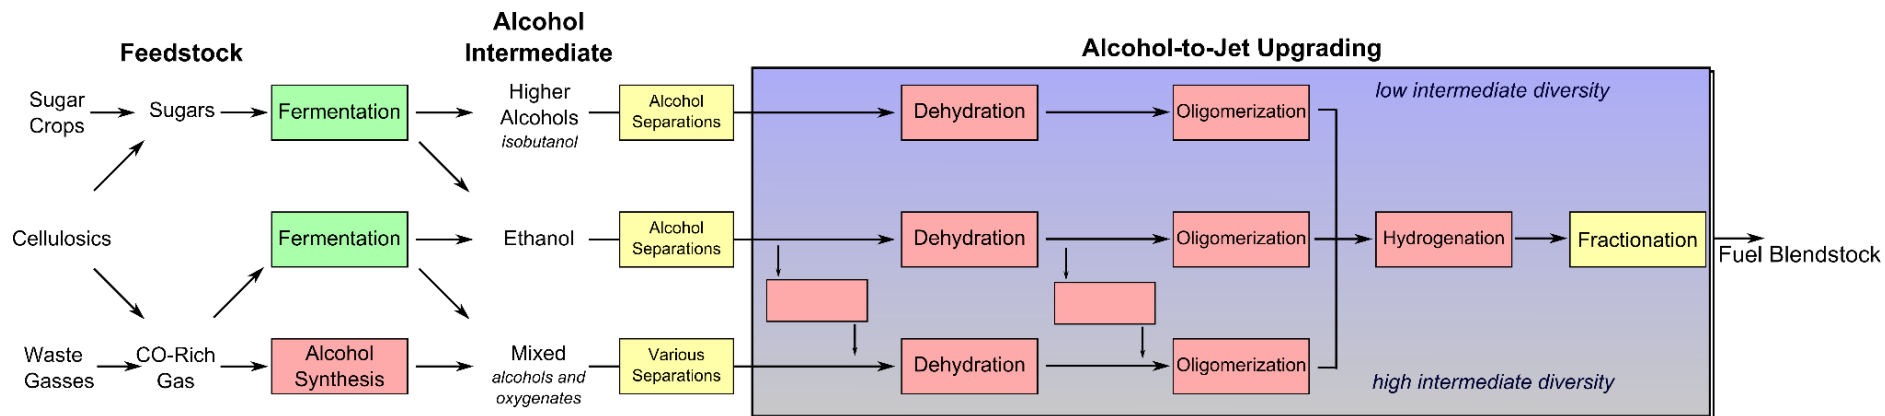 Feedstock
Alcohol
Intermediate
Alcohol-to-Jet Upgrading
Sugar
Crops
Sugars
Fermentation
Higher
Alcohols
isobutanol
Alcohol
Separations
Dehydration
Oligomerization
low intermediate diversity
Cellulosics
Fermentation
Ethanol
Alcohol
Separations
Dehydration
Oligomerization
Hydrogenation
Fractionation
Fuel Blendstock
Waste
Gasses
CO-Rich
Gas
Alcohol
Synthesis
Mixed
alcohols and
oxygenates
Various
Separations
Dehydration
Oligomerization
high intermediate diversity